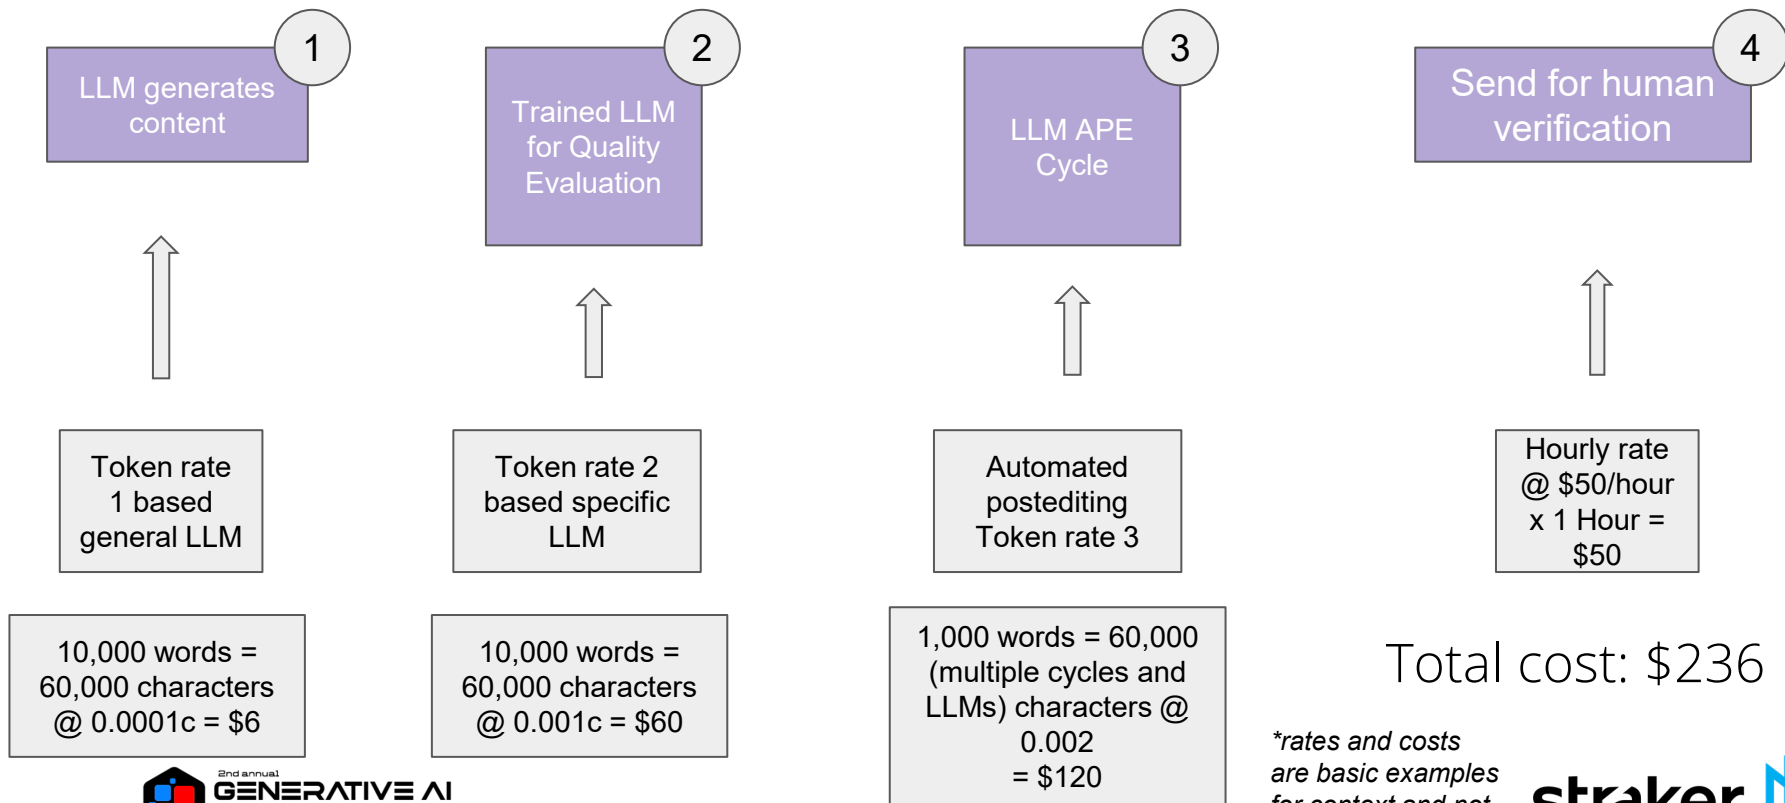 1
LLM generates
content
2
Trained LLM
for Quality
Evaluation
3
LLM APE
Cycle
4
Send for human
verification
Token rate
1 based
general LLM
Token rate 2
based specific
LLM
Automated
postediting
Token rate 3
Hourly rate
@ $50/hour
x 1 Hour =
$50
10,000 words =
60,000 characters
@ 0.0001c = $6
10,000 words =
60,000 characters
@ 0.001c = $60
1,000 words = 60,000
(multiple cycles and
LLMs) characters @
0.002
= $120
Total cost: $236
*rates and costs
are basic examples
for context and not
2nd annual
GENERATIVE AI
straker